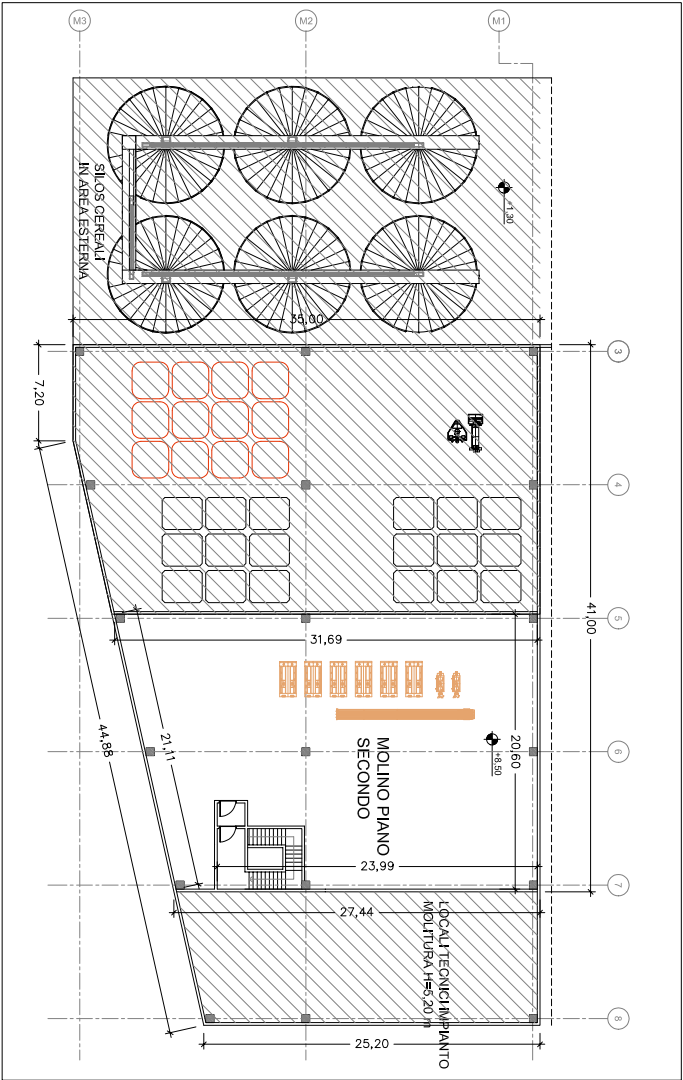 M3
M2
M1
SILOS CEREALI
IN AREA ESTERNA
+1,30
35,00
3
7,20
4
41,00
5
31,69
44,88
21,11
20,60
+8,50
6
MOLINO PIANO
SECONDO
23,99
7
27,44
LOCALI TECNICI IMPIANTO
MOLITURA H=5,20 m
8
25,20